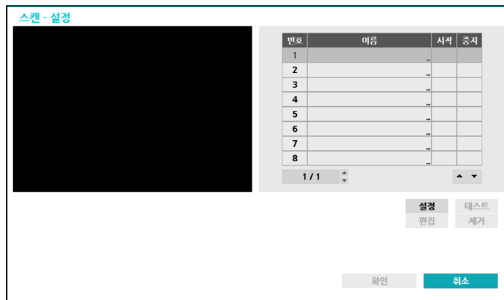 스캔 - 설정
번호 이름 시작 중지
1 ...
2 ...
3 ...
4 ...
5 ...
6 ...
7 ...
8 ...
1 / 1
설정 테스트
편집 제거
확인 취소